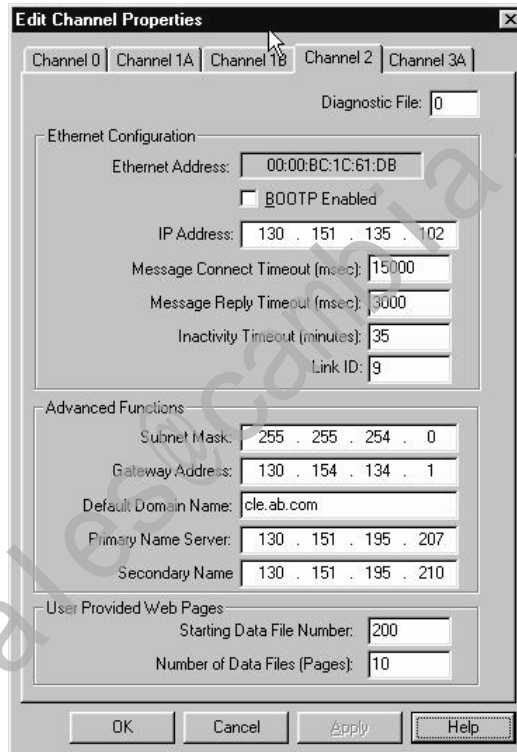 Edit Channel Properties
Channel 0 Channel 1A Channel 1B Channel 2 Channel 3A
Diagnostic File: 0
Ethernet Configuration
Ethernet Address: 00:00:BC:1C:61:DB
BOOTP Enabled
IP Address: 130 . 151 . 135 . 102
Message Connect Timeout (msec): 15000
Message Reply Timeout (msec): 3000
Inactivity Timeout (minutes): 35
Link ID: 9
Advanced Functions
Subnet Mask: 255 . 255 . 254 . 0
Gateway Address: 130 . 154 . 134 . 1
Default Domain Name: cle.ab.com
Primary Name Server: 130 . 151 . 195 . 207
Secondary Name 130 . 151 . 195 . 210
User Provided Web Pages
Starting Data File Number: 200
Number of Data Files (Pages): 10
OK Cancel Apply Help
ales@cambia